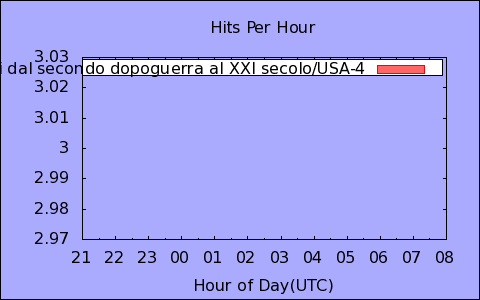 Hits Per Hour
3.03
i dal secondo dopoguerra al XXI secolo/USA-4
3.02
3.01
3
2.99
2.98
2.97
21 22 23 00 01 02 03 04 05 06 07 08
Hour of Day(UTC)